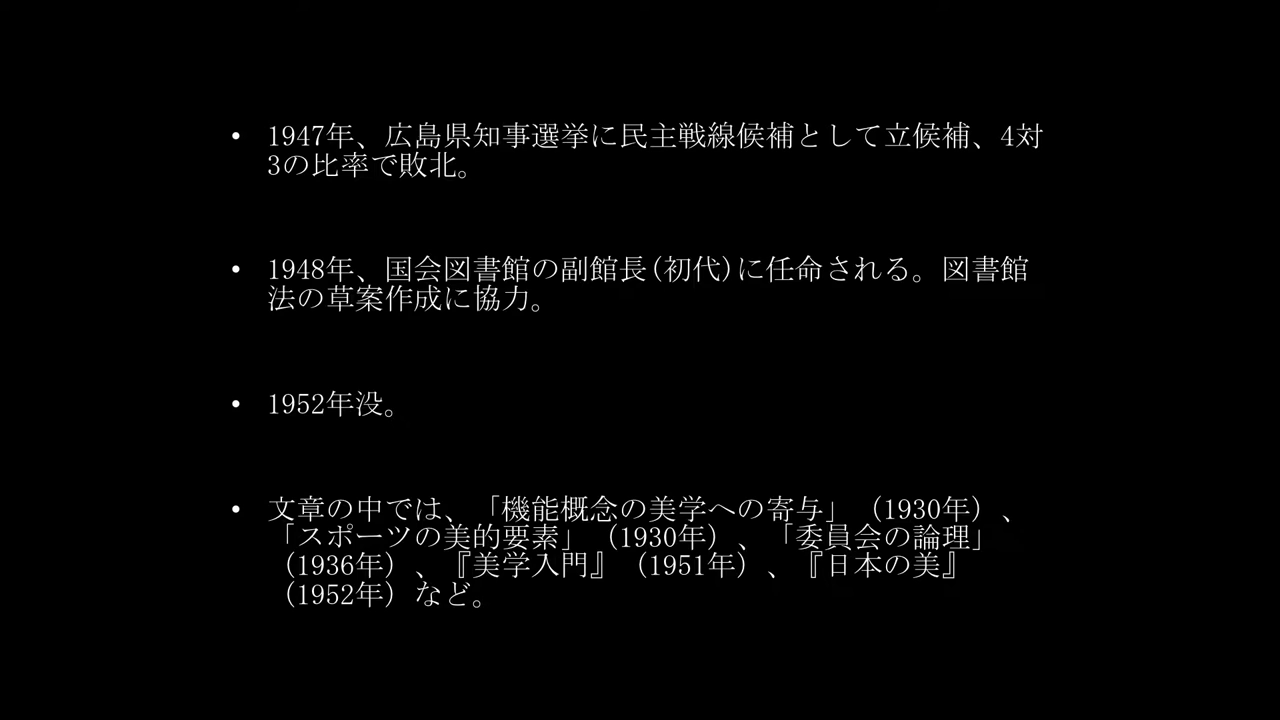 • 1947年、広島県知事選挙に民主戦線候補として立候補、4対
3の比率で敗北。
• 1948年、国会図書館の副館長(初代)に任命される。図書館
法の草案作成に協力。
• 1952年没。
• 文章の中では、「機能概念の美学への寄与」（1930年）、
「スポーツの美的要素」（1930年）、「委員会の論理」
（1936年）、『美学入門』（1951年）、『日本の美』
（1952年）など。